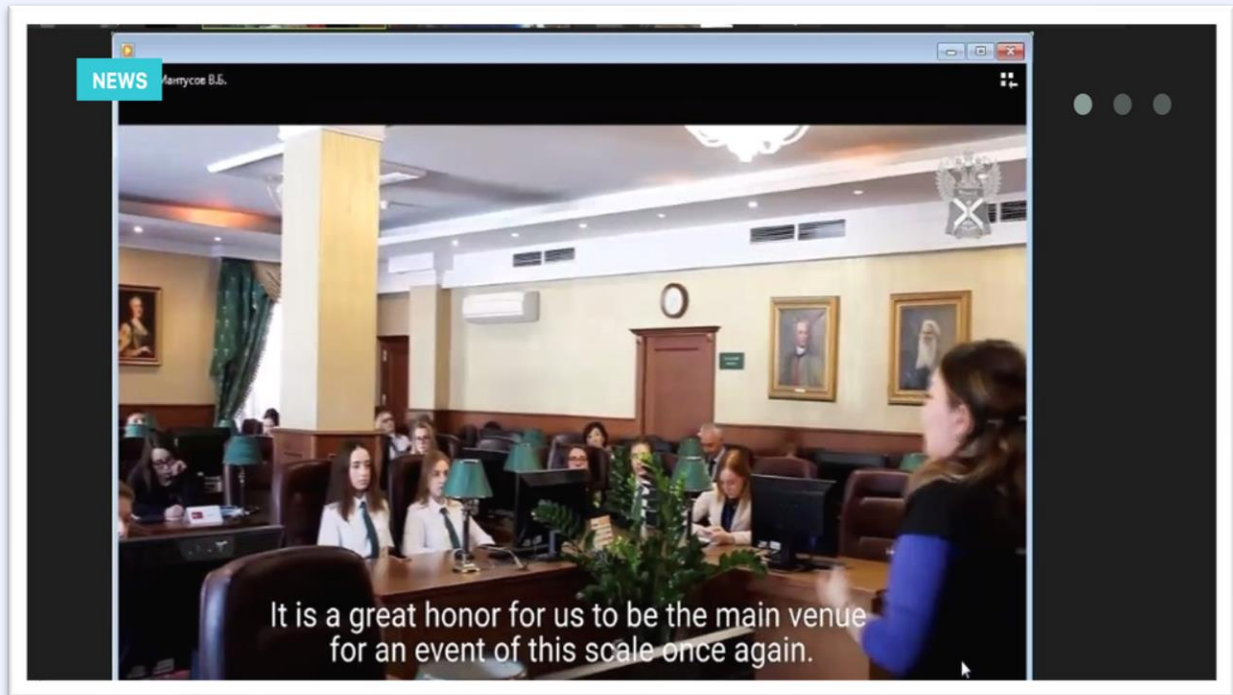 NEWS
Мантусов В.Б.
It is a great honor for us to be the main venue
for an event of this scale once again.